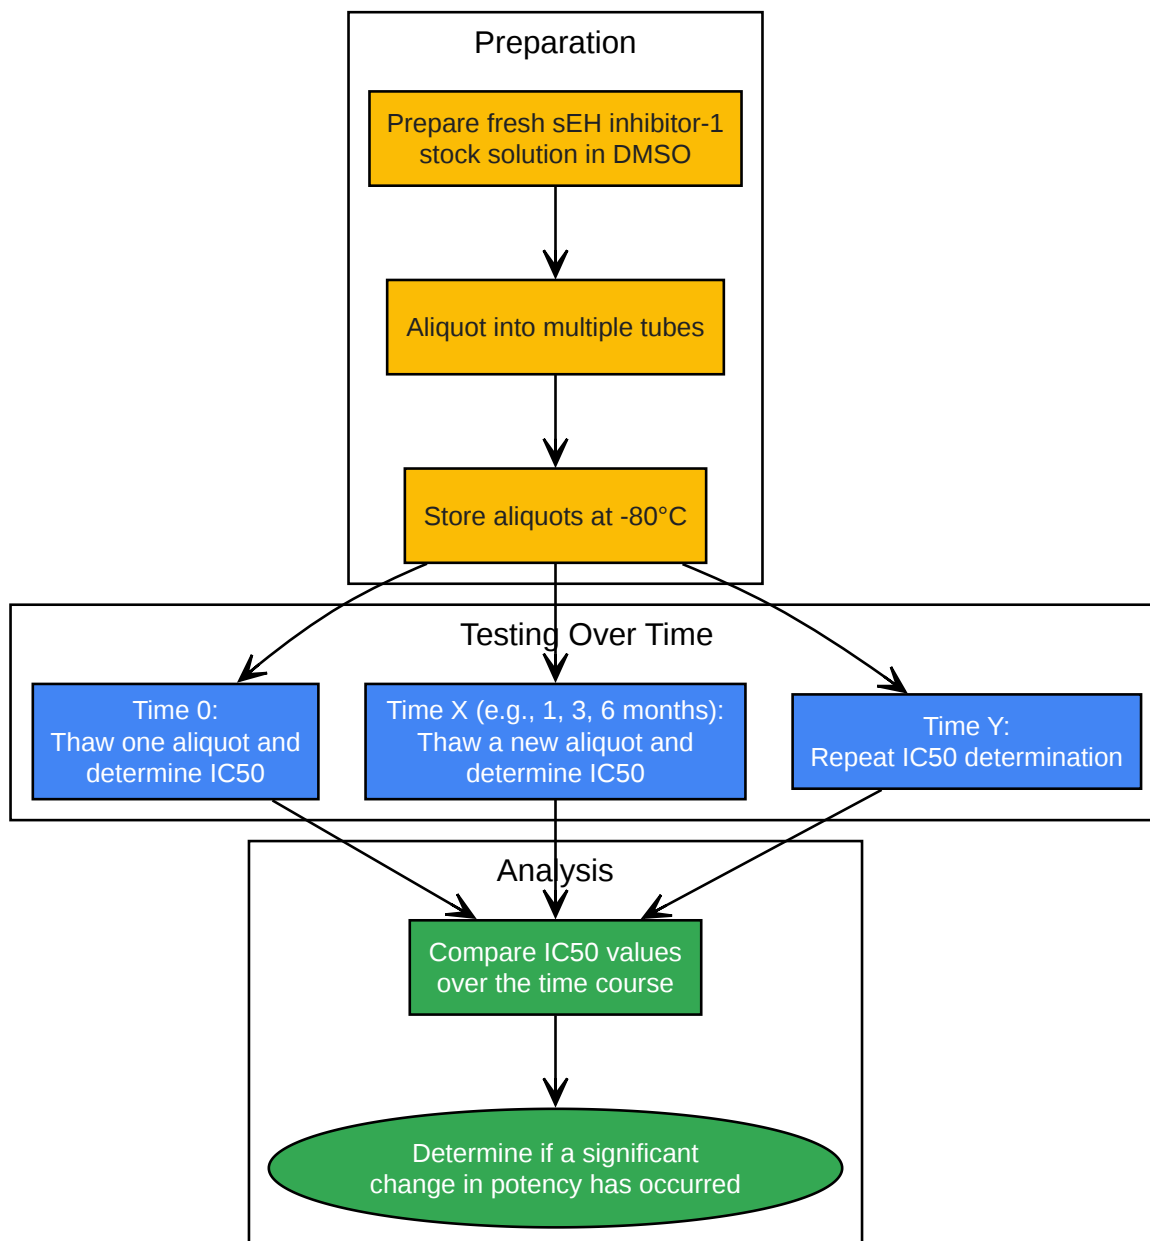 Preparation
Prepare fresh sEH inhibitor-1
stock solution in DMSO
Aliquot into multiple tubes
Store aliquots at -80°C
Testing Over Time
Time 0:
Thaw one aliquot and
determine IC50
Time X (e.g., 1, 3, 6 months):
Thaw a new aliquot and
determine IC50
Time Y:
Repeat IC50 determination
Analysis
Compare IC50 values
over the time course
Determine if a significant
change in potency has occurred